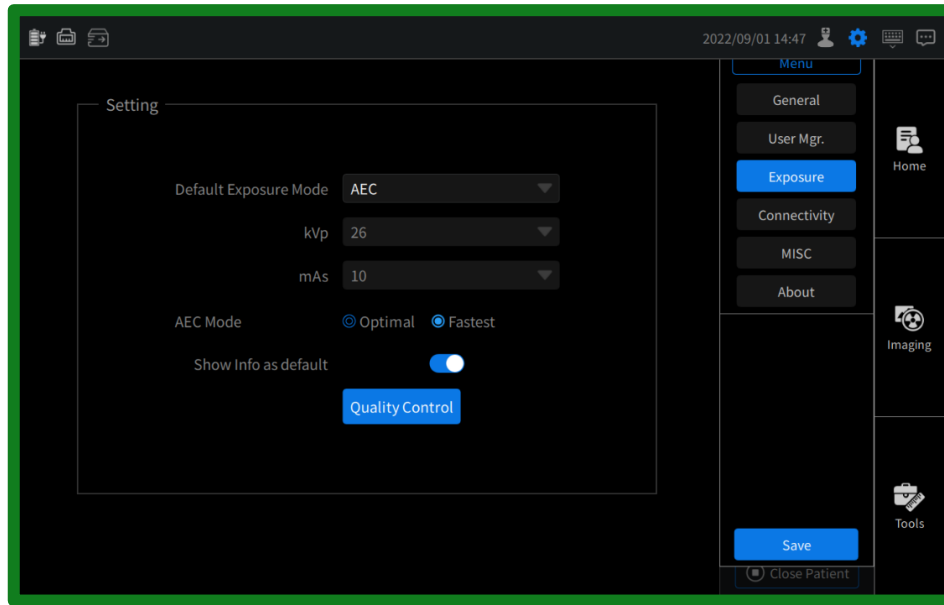 2022/09/01 14:47
Menu
Setting
General
User Mgr.
Home
Default Exposure Mode AEC
Exposure
kVp 26
Connectivity
mAs 10
MISC
About
AEC Mode Optimal Fastest
Imaging
Show Info as default
Quality Control
Tools
Save
Close Patient